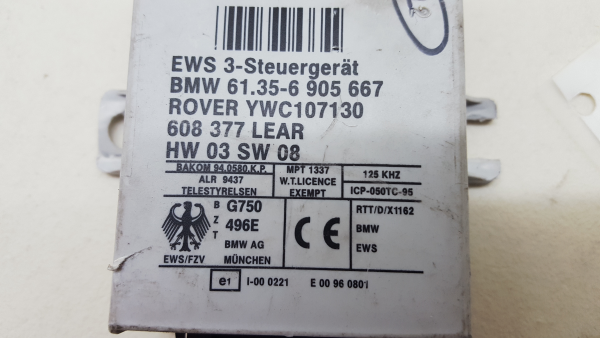 EWS 3-Steuergerät
BMW 61.35-6 905 667
ROVER YWC107130
608 377 LEAR
HW 03 SW 08
BAKOM 94.0580.K.P.
ALR 9437
TELESTYRELSEN
MPT 1337
W.T.LICENCE
EXEMPT
125 KHZ
ICP-050TC-95
BZT
G750
496E
BMW AG
MÜNCHEN
EWS/FZV
CE
RTT/D/X1162
BMW
EWS
e1 I-00 0221 E 00 96 0801